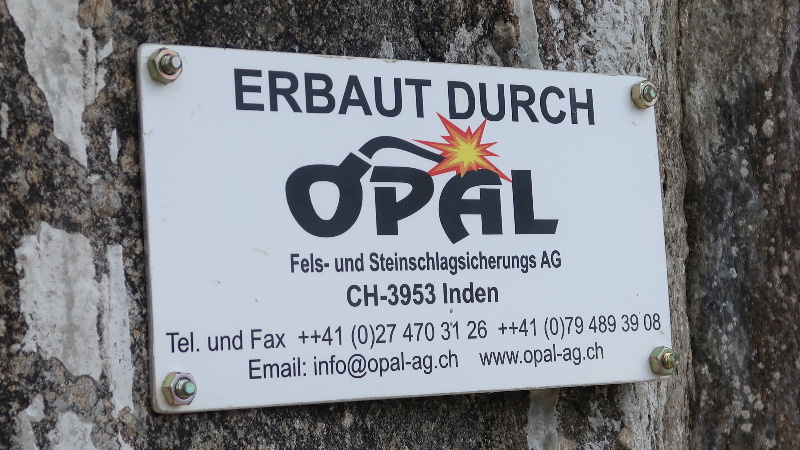 ERBAUT DURCH
OPAL
Fels- und Steinschlagsicherungs AG
CH-3953 Inden
Tel. und Fax ++41 (0)27 470 31 26 ++41 (0)79 489 39 08
Email: info@opal-ag.ch www.opal-ag.ch